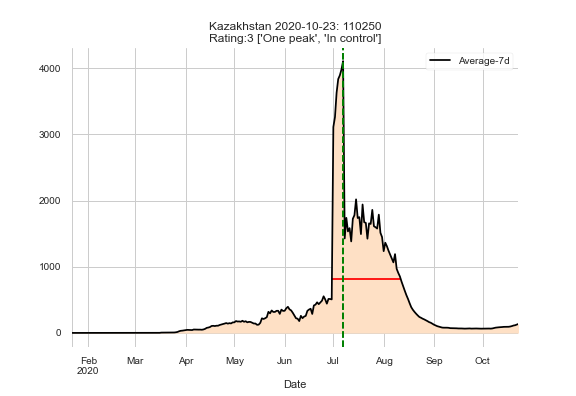 Kazakhstan 2020-10-23: 110250
Rating:3 ['One peak', 'In control']
Average-7d
4000
3000
2000
1000
0
Feb Mar Apr May Jun Jul Aug Sep Oct
2020
Date